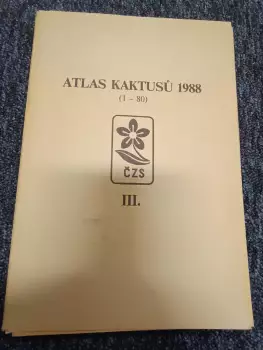 ATLAS KAKTUSŮ 1988
(1 – 80)
ČZS
III.